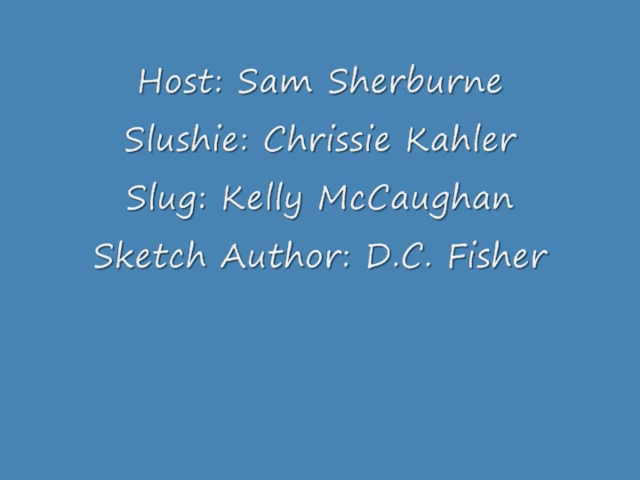 Host: Sam Sherburne
Slushie: Chrissie Kahler
Slug: Kelly McCaughan
Sketch Author: D.C. Fisher